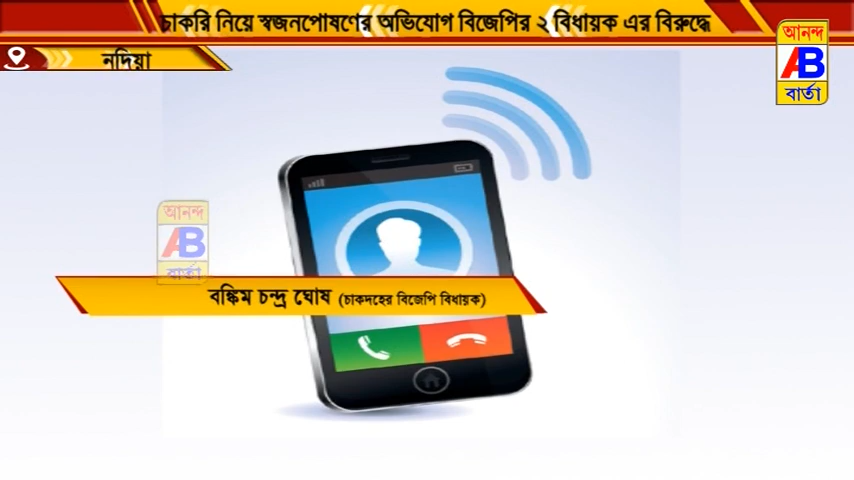 চাকরি নিয়ে স্বজনপোষণের অভিযোগ বিজেপির ২ বিধায়ক এর বিরুদ্ধে
নদিয়া
আনন্দ
AB
বার্তা
আনন্দ
AB
বার্তা
বঙ্কিম চন্দ্র ঘোষ (চাকদহের বিজেপি বিধায়ক)